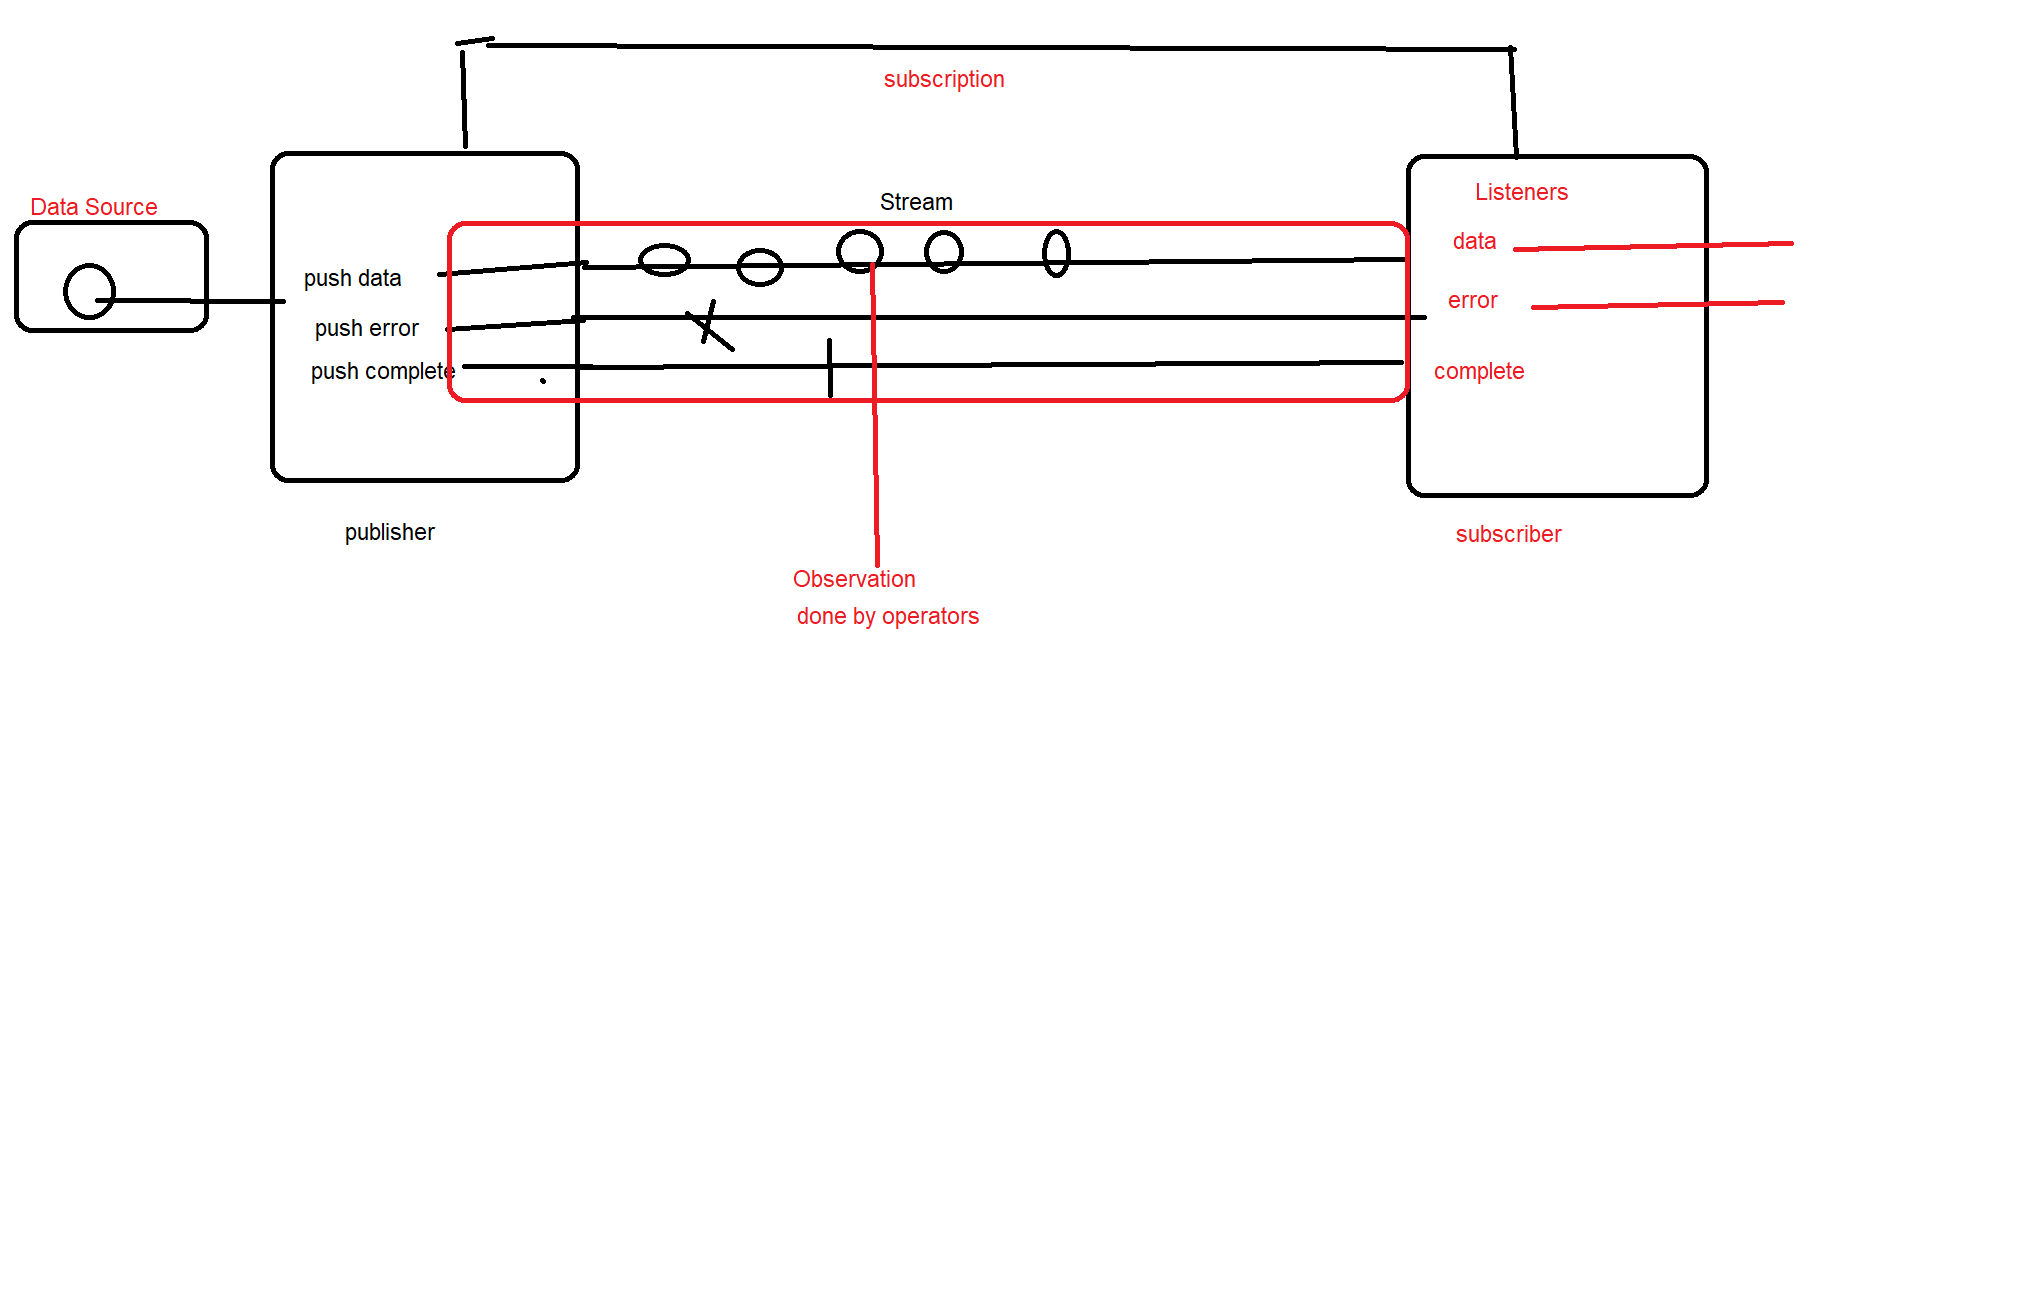 subscription
Data Source
Stream
Listeners
data
push data
error
push error
push complete
complete
publisher
subscriber
Observation
done by operators